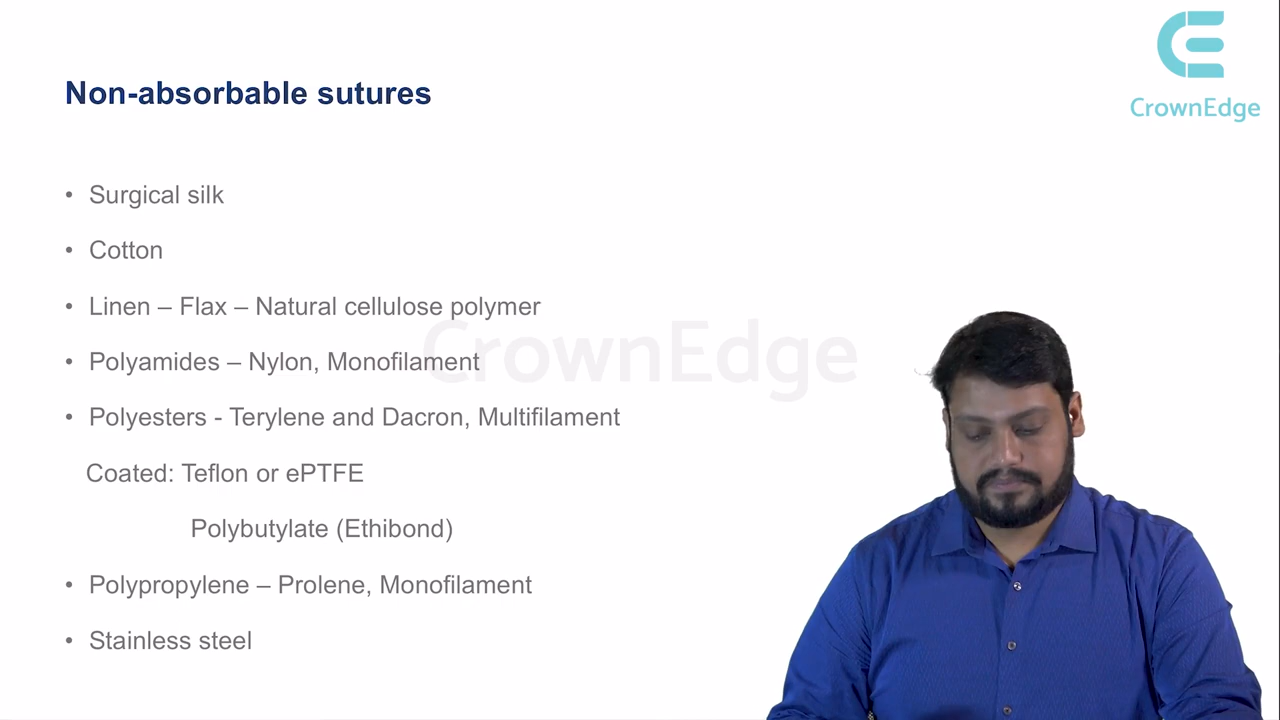 CrownEdge
Non-absorbable sutures
• Surgical silk
• Cotton
• Linen – Flax – Natural cellulose polymer
CrownEdge
• Polyamides – Nylon, Monofilament
• Polyesters - Terylene and Dacron, Multifilament
Coated: Teflon or ePTFE
Polybutylate (Ethibond)
• Polypropylene – Prolene, Monofilament
• Stainless steel